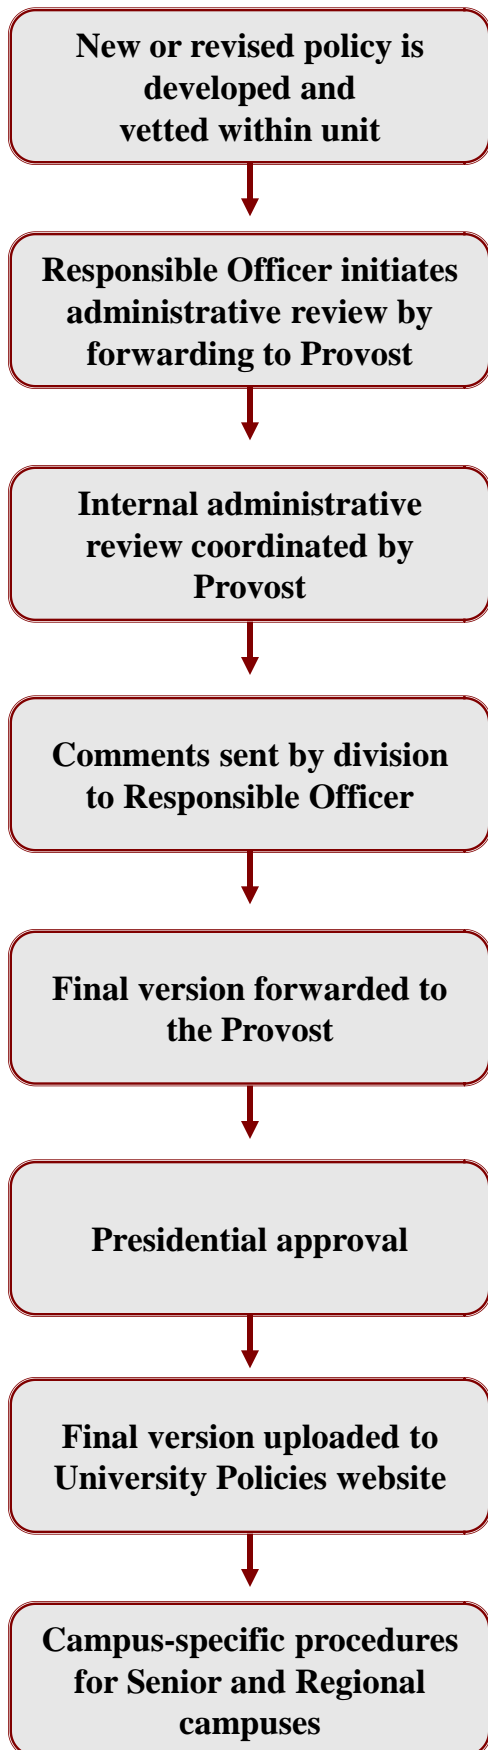 New or revised policy is
developed and
vetted within unit
Responsible Officer initiates
administrative review by
forwarding to Provost
Internal administrative
review coordinated by
Provost
Comments sent by division
to Responsible Officer
Final version forwarded to
the Provost
Presidential approval
Final version uploaded to
University Policies website
Campus-specific procedures
for Senior and Regional
campuses